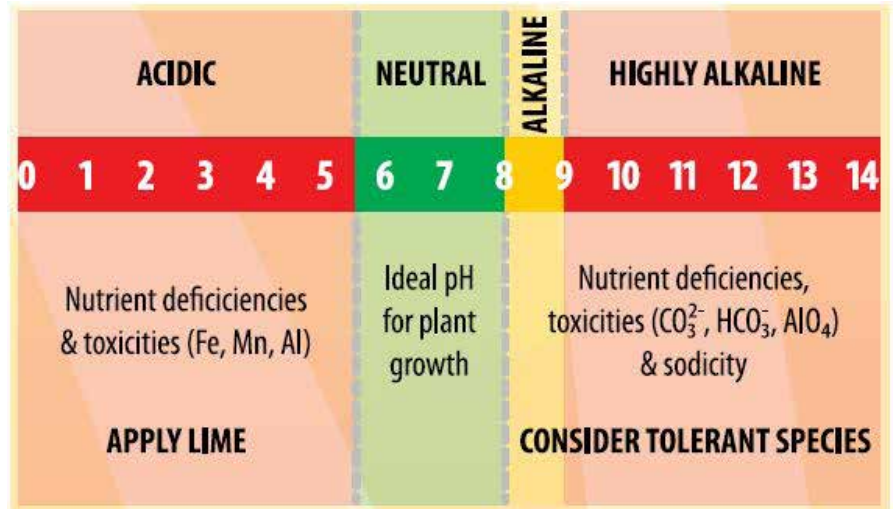 ACIDIC
NEUTRAL
ALKALINE
HIGHLY ALKALINE
0 1 2 3 4 5 6 7 8 9 10 11 12 13 14
Nutrient deficiciencies
& toxicities (Fe, Mn, Al)
Ideal pH
for plant
growth
Nutrient deficiencies,
toxicities (CO₃²⁻, HCO₃⁻, AlO₄)
& sodicity
APPLY LIME
CONSIDER TOLERANT SPECIES